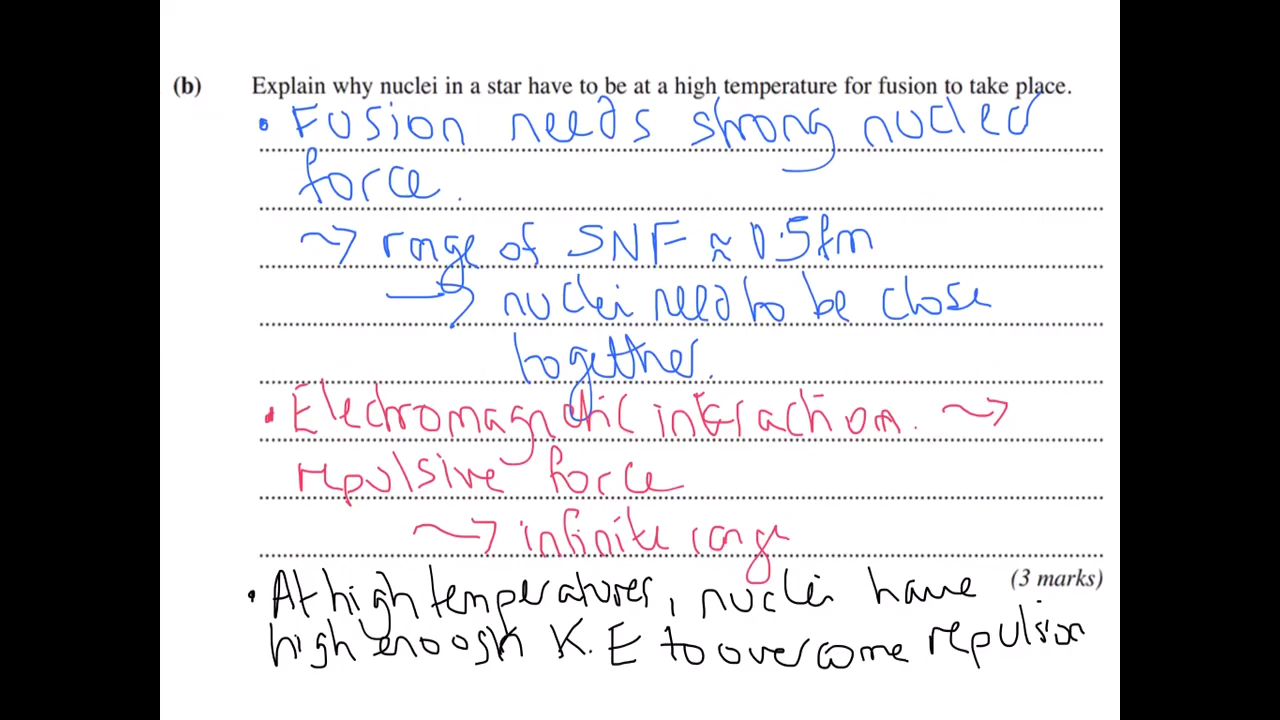 (b) Explain why nuclei in a star have to be at a high temperature for fusion to take place.
• Fusion needs strong nuclear
force.
~> range of SNF ≈ 0.5fm
→ nuclei need to be close
together.
• Electromagnetic interaction. ~>
repulsive force
~> infinite range
(3 marks)
• At high temperatures, nuclei have
high enough K.E to overcome repulsion